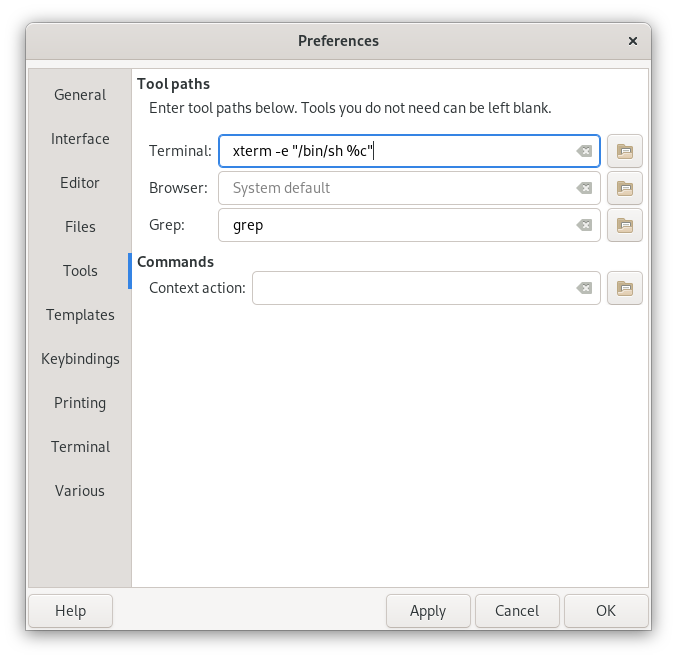 Preferences
General
Interface
Editor
Files
Tools
Templates
Keybindings
Printing
Terminal
Various
Tool paths
Enter tool paths below. Tools you do not need can be left blank.
Terminal: xterm -e "/bin/sh %c"
Browser: System default
Grep: grep
Commands
Context action:
Help Apply Cancel OK